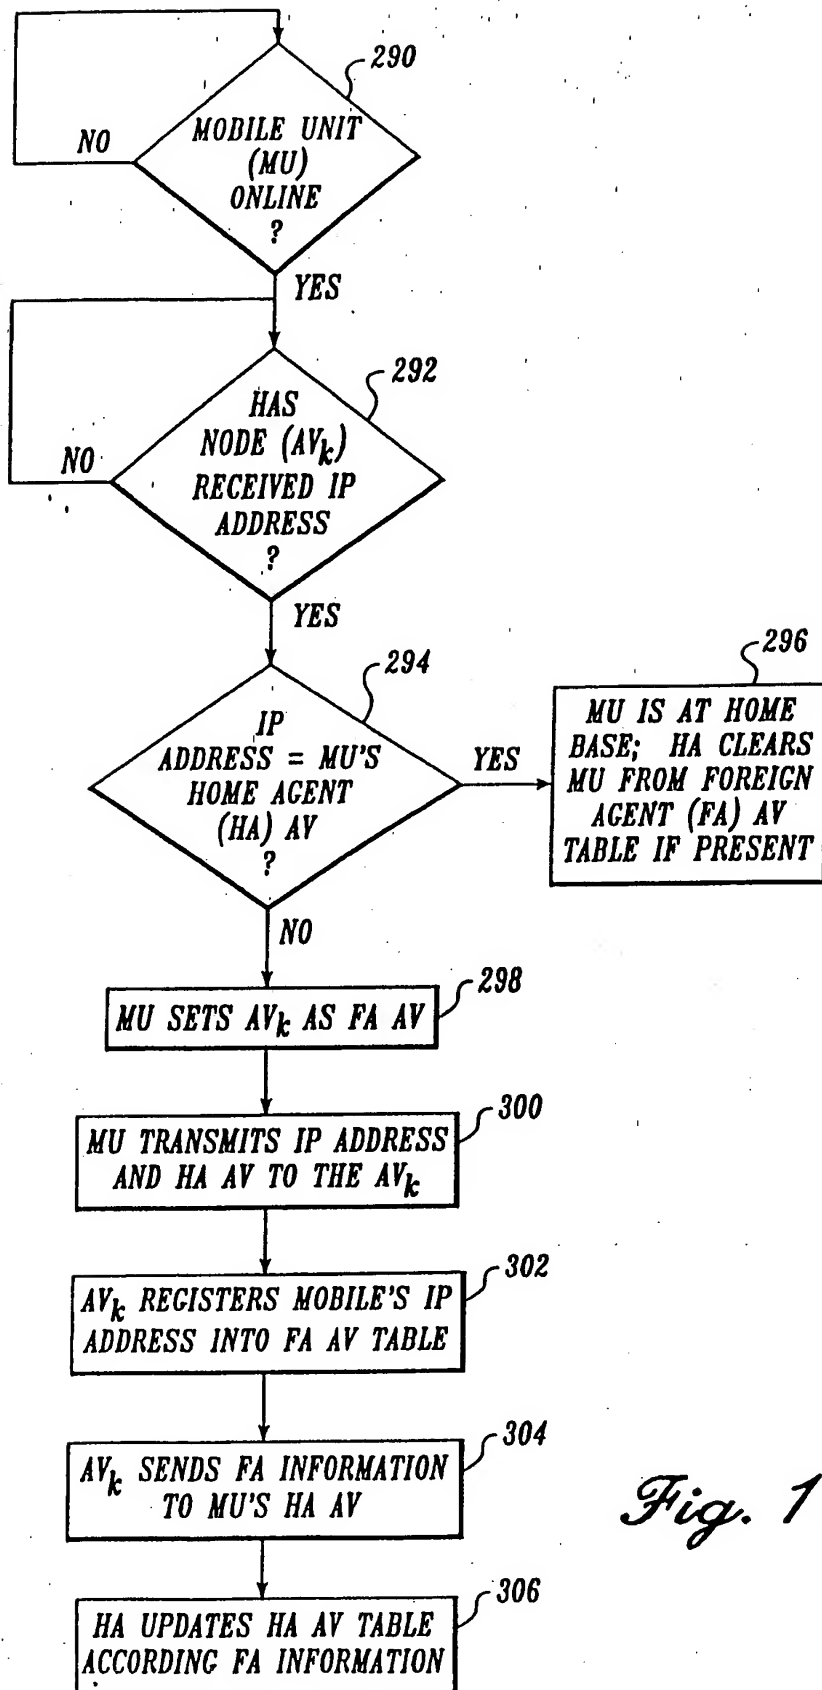 290
MOBILE UNIT
(MU)
ONLINE
?
NO
YES
292
HAS
NODE (AVk)
RECEIVED IP
ADDRESS
?
NO
YES
294
IP
ADDRESS = MU'S
HOME AGENT
(HA) AV
?
YES
296
MU IS AT HOME
BASE; HA CLEARS
MU FROM FOREIGN
AGENT (FA) AV
TABLE IF PRESENT
NO
298
MU SETS AVk AS FA AV
300
MU TRANSMITS IP ADDRESS
AND HA AV TO THE AVk
302
AVk REGISTERS MOBILE'S IP
ADDRESS INTO FA AV TABLE
304
AVk SENDS FA INFORMATION
TO MU'S HA AV
306
HA UPDATES HA AV TABLE
ACCORDING FA INFORMATION
Fig. 1